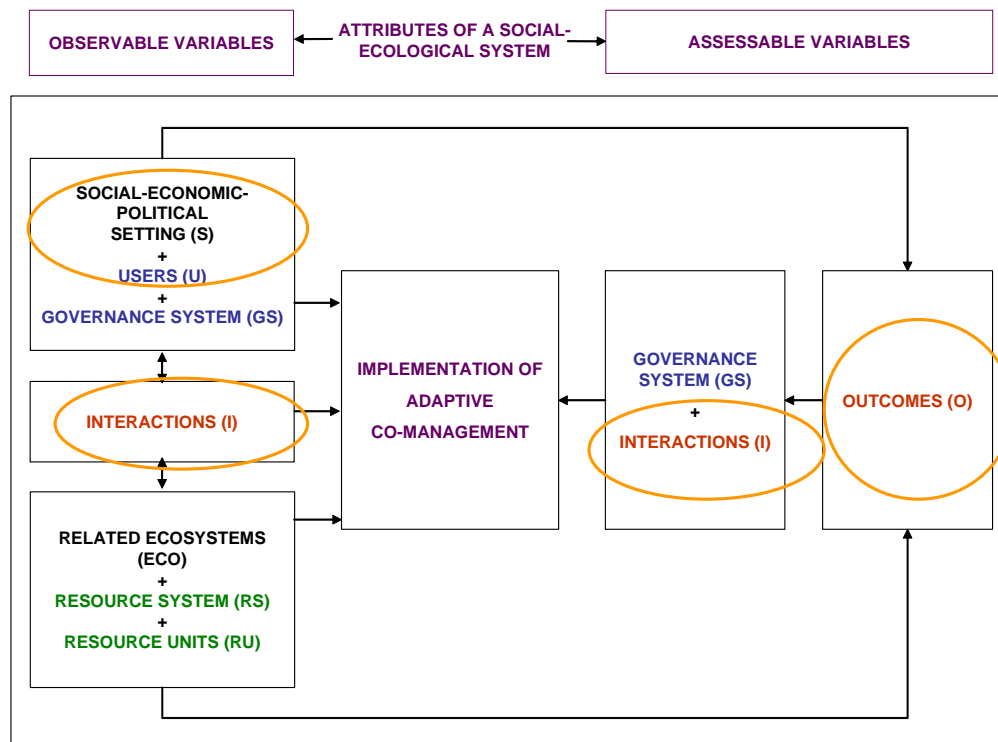 OBSERVABLE VARIABLES
ATTRIBUTES OF A SOCIAL-
ECOLOGICAL SYSTEM
ASSESSABLE VARIABLES
SOCIAL-ECONOMIC-
POLITICAL
SETTING (S)
+
USERS (U)
+
GOVERNANCE SYSTEM (GS)
INTERACTIONS (I)
RELATED ECOSYSTEMS
(ECO)
+
RESOURCE SYSTEM (RS)
+
RESOURCE UNITS (RU)
IMPLEMENTATION OF
ADAPTIVE
CO-MANAGEMENT
GOVERNANCE
SYSTEM (GS)
+
INTERACTIONS (I)
OUTCOMES (O)